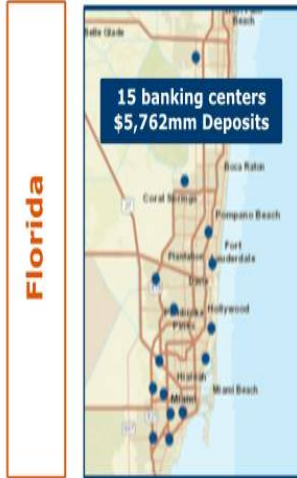 Florida
Beach
Belle Glade
15 banking centers
$5,762mm Deposits
Boca Raton
Coral Springs
Pompano Beach
Fort
Lauderdale
Plantation
Davie
Hollywood
Pembroke
Pines
Hialeah
Miami Beach
Miami